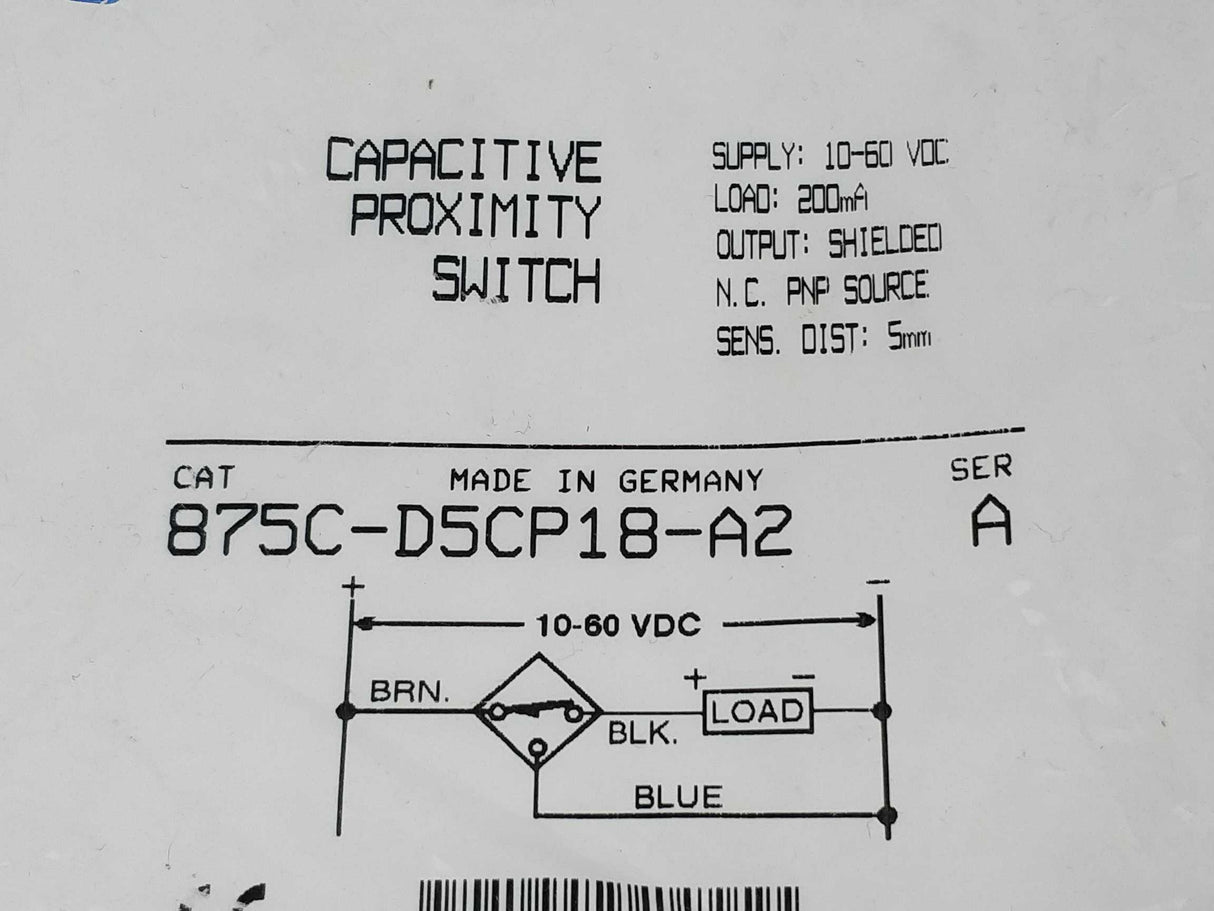 CAPACITIVE
PROXIMITY
SWITCH
SUPPLY: 10-60 VDC
LOAD: 200mA
OUTPUT: SHIELDED
N.C. PNP SOURCE
SENS. DIST: 5mm
CAT
MADE IN GERMANY
SER
875C-D5CP18-A2
A
+
-
10-60 VDC
BRN.
+
-
LOAD
BLK.
BLUE